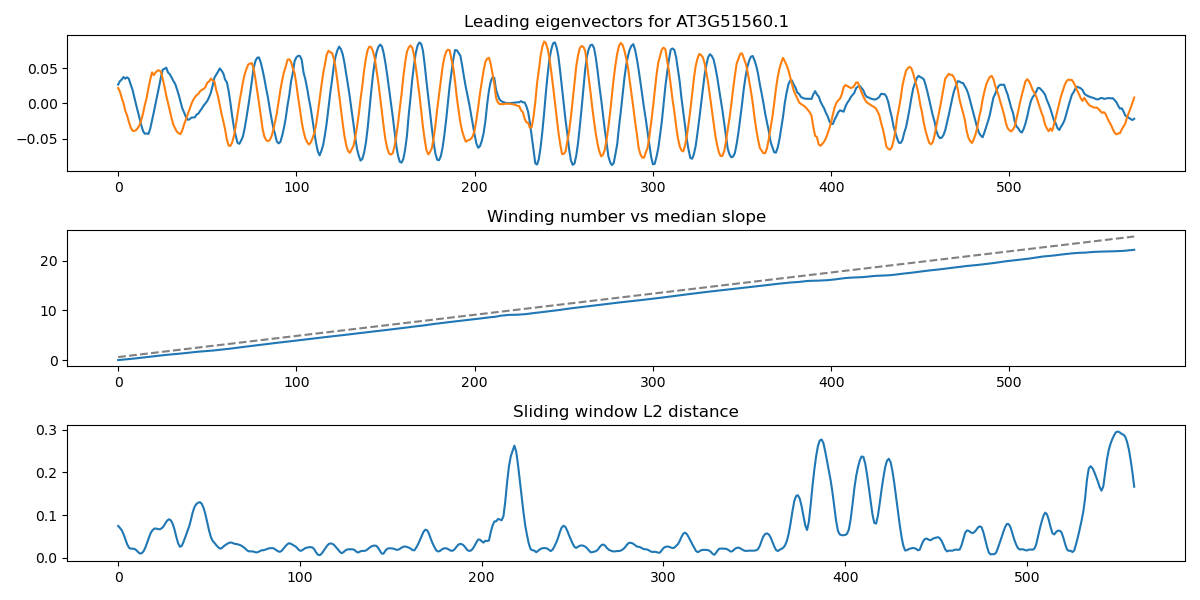 Leading eigenvectors for AT3G51560.1
0.05
0.00
−0.05
0 100 200 300 400 500
Winding number vs median slope
20
10
0
0 100 200 300 400 500
Sliding window L2 distance
0.3
0.2
0.1
0.0
0 100 200 300 400 500